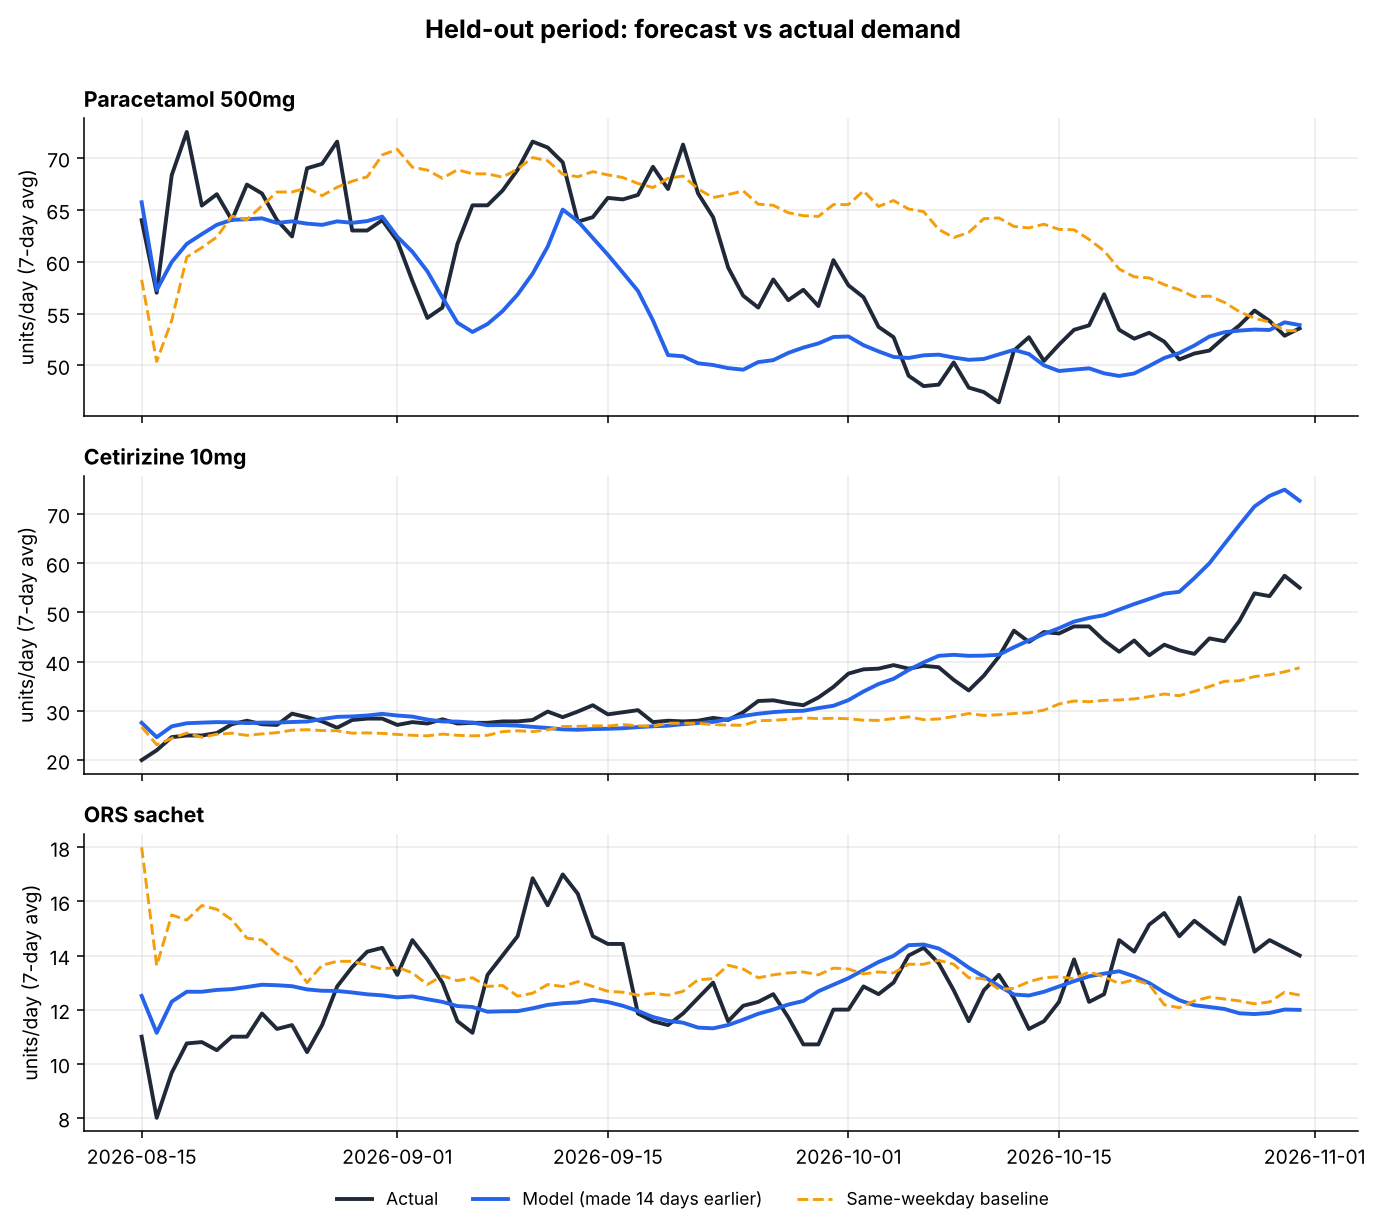 Held-out period: forecast vs actual demand
Paracetamol 500mg
units/day (7-day avg)
70
65
60
55
50
Cetirizine 10mg
units/day (7-day avg)
70
60
50
40
30
20
ORS sachet
units/day (7-day avg)
18
16
14
12
10
8
2026-08-15 2026-09-01 2026-09-15 2026-10-01 2026-10-15 2026-11-01
Actual Model (made 14 days earlier) Same-weekday baseline